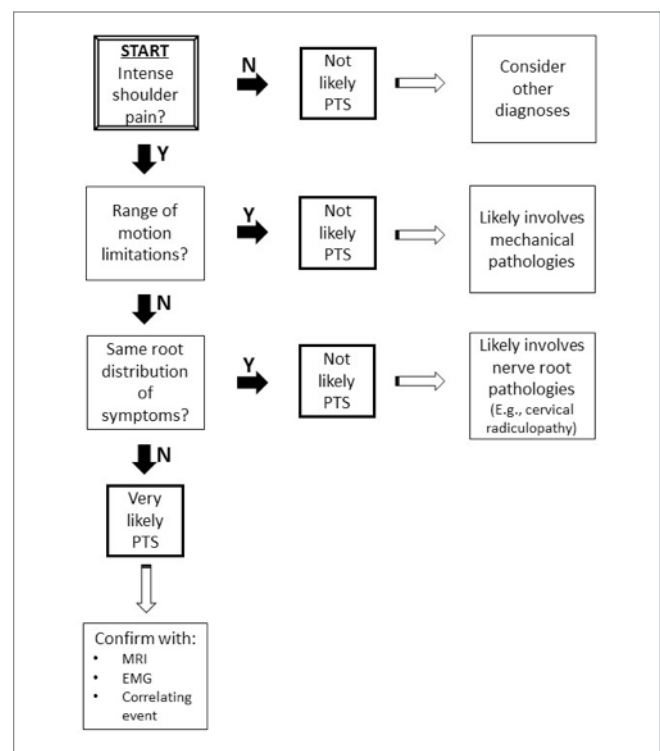 START
Intense
shoulder
pain?
N
Not
likely
PTS
Consider
other
diagnoses
Y
Range of
motion
limitations?
Y
Not
likely
PTS
Likely involves
mechanical
pathologies
N
Same root
distribution
of
symptoms?
Y
Not
likely
PTS
Likely involves
nerve root
pathologies
(E.g., cervical
radiculopathy)
N
Very
likely
PTS
Confirm with:
• MRI
• EMG
• Correlating
event